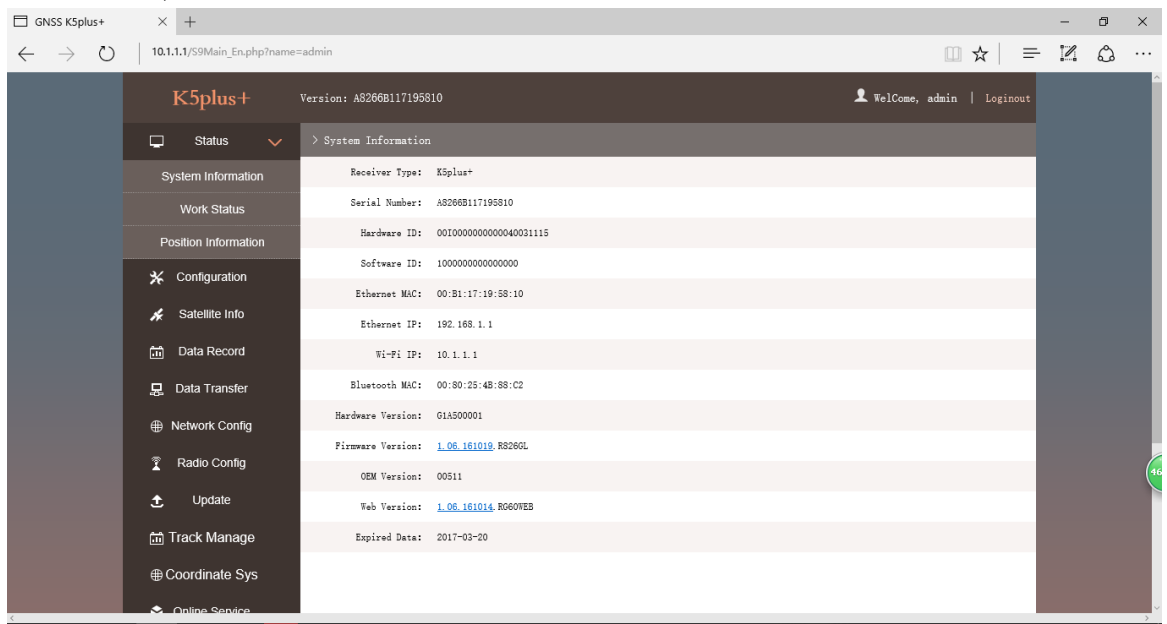 GNSS K5plus+
10.1.1.1/S9Main_En.php?name=admin
K5plus+
Version: A8266B117195810
WelCome, admin | Loginout
Status
> System Information
System Information
Work Status
Position Information
Configuration
Satellite Info
Data Record
Data Transfer
Network Config
Radio Config
Update
Track Manage
Coordinate Sys
Online Service
Receiver Type: K5plus+
Serial Number: A8266B117195810
Hardware ID: 00I0000000000040031115
Software ID: 1000000000000000
Ethernet MAC: 00:B1:17:19:58:10
Ethernet IP: 192.168.1.1
Wi-Fi IP: 10.1.1.1
Bluetooth MAC: 00:80:25:4B:88:C2
Hardware Version: G1A500001
Firmware Version: 1.06.161019.RS26GL
OEM Version: 00511
Web Version: 1.06.161014.RG60WEB
Expired Data: 2017-03-20
46